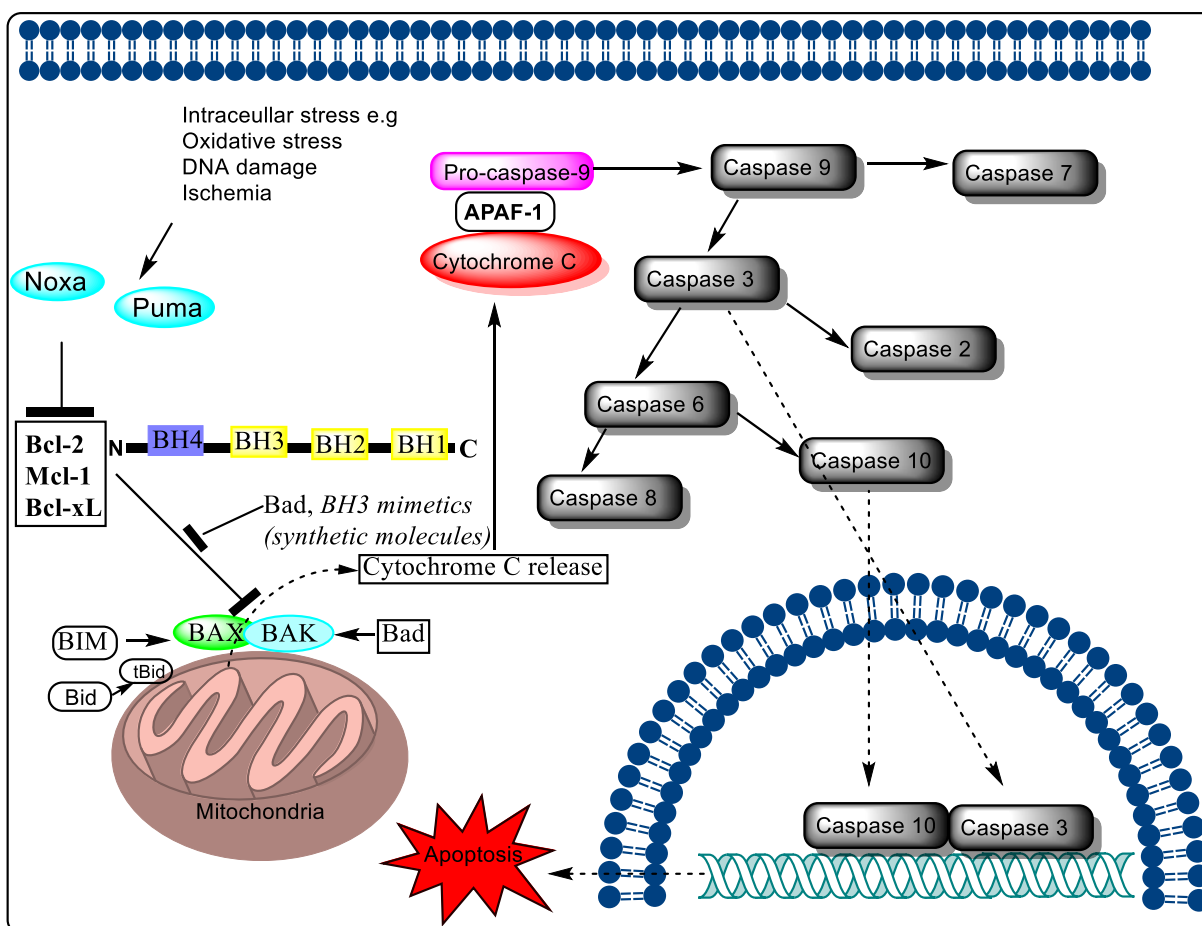 Intraceullar stress e.g
Oxidative stress
DNA damage
Ischemia
Noxa
Puma
Pro-caspase-9
APAF-1
Cytochrome C
Caspase 9
Caspase 7
Caspase 3
Caspase 2
Caspase 6
Caspase 10
Caspase 8
Bcl-2
Mcl-1
Bcl-xL
N BH4 BH3 BH2 BH1 C
Bad, BH3 mimetics
(synthetic molecules)
Cytochrome C release
BIM
BAX
BAK
Bad
tBid
Bid
Mitochondria
Apoptosis
Caspase 10
Caspase 3